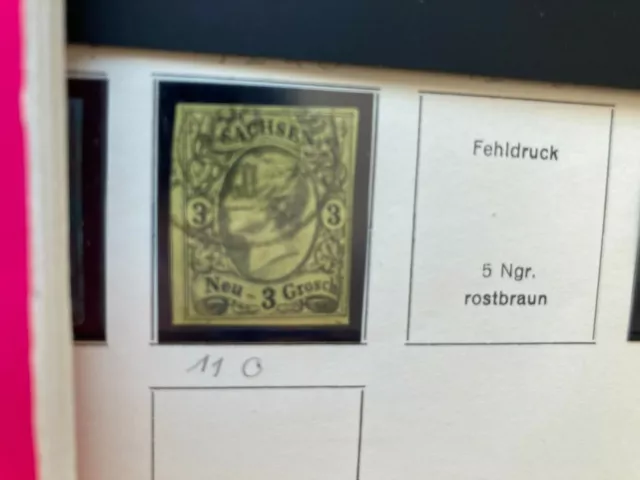 SACHSEN
3 3
Neu - 3 Grosch
11 O
Fehldruck
5 Ngr.
rostbraun